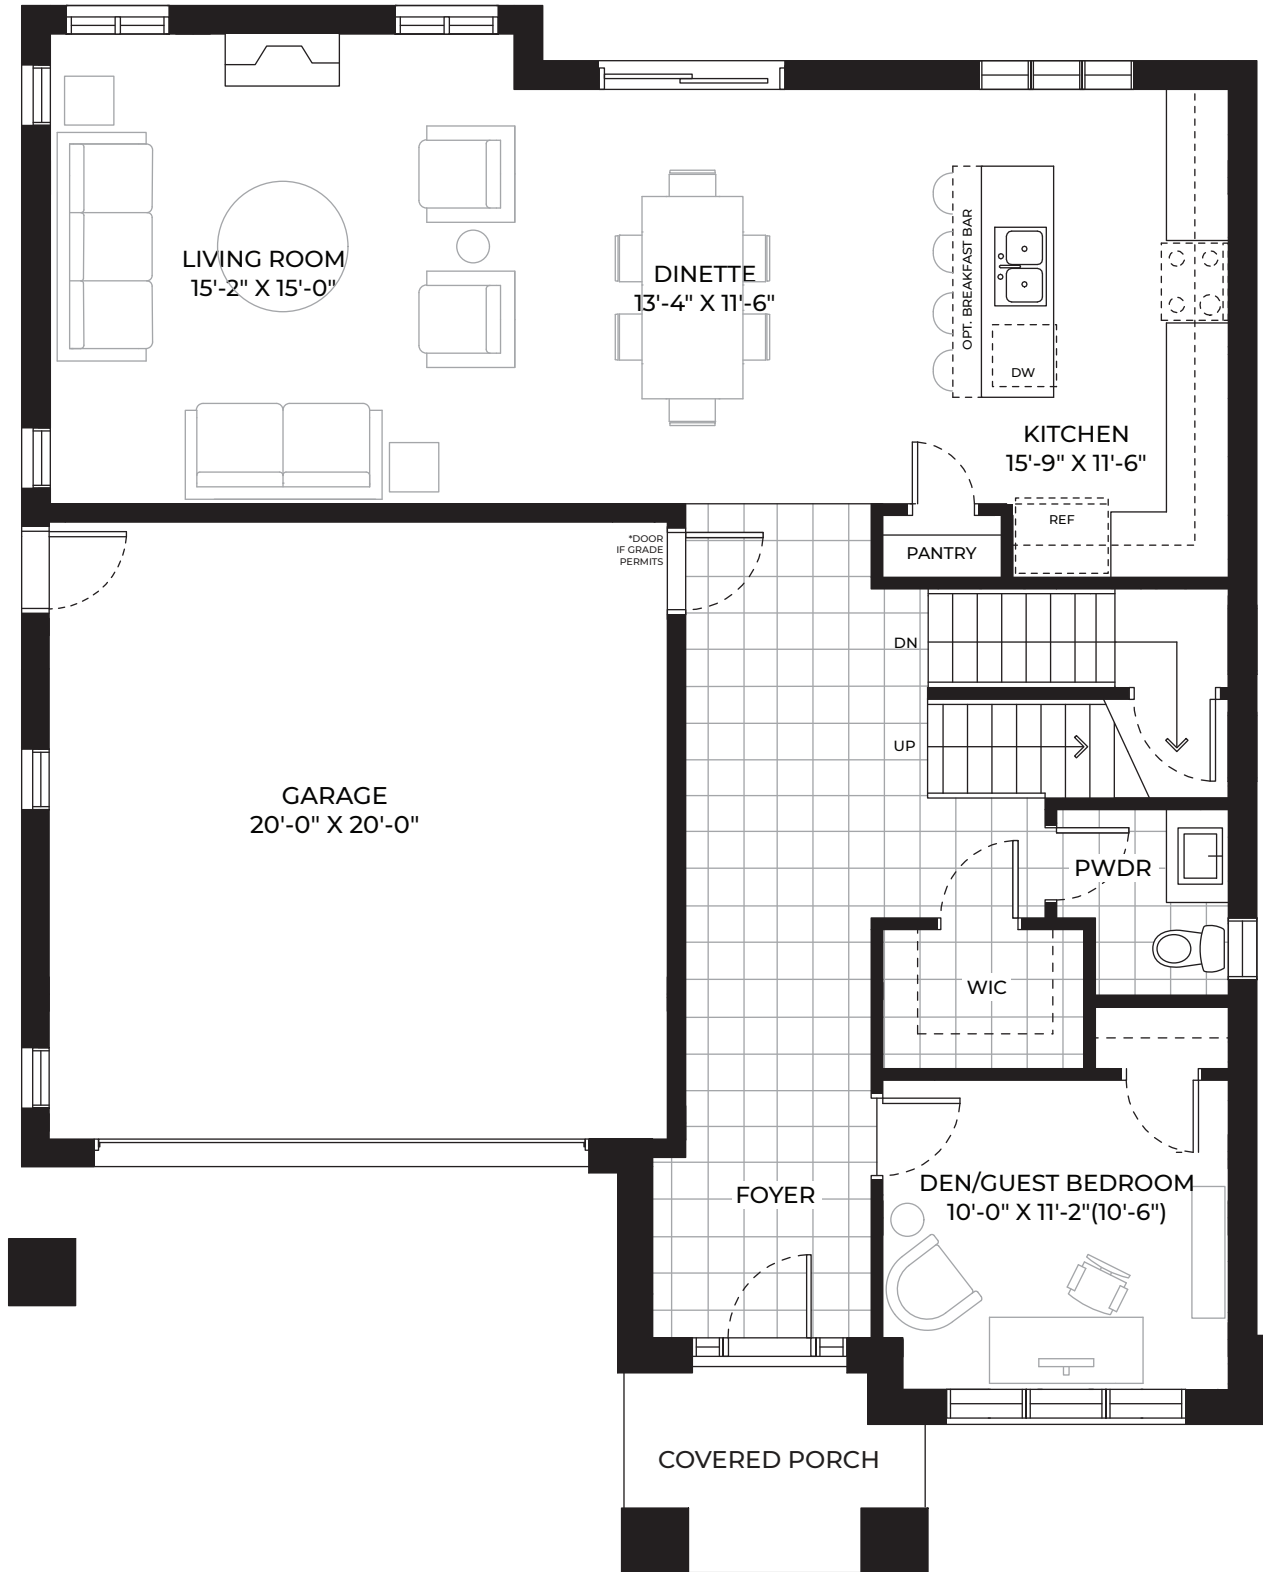 LIVING ROOM
15'-2" X 15'-0"
DINETTE
13'-4" X 11'-6"
OPT. BREAKFAST BAR
DW
KITCHEN
15'-9" X 11'-6"
REF
PANTRY
*DOOR
IF GRADE
PERMITS
DN
UP
GARAGE
20'-0" X 20'-0"
PWDR
WIC
FOYER
DEN/GUEST BEDROOM
10'-0" X 11'-2"(10'-6")
COVERED PORCH